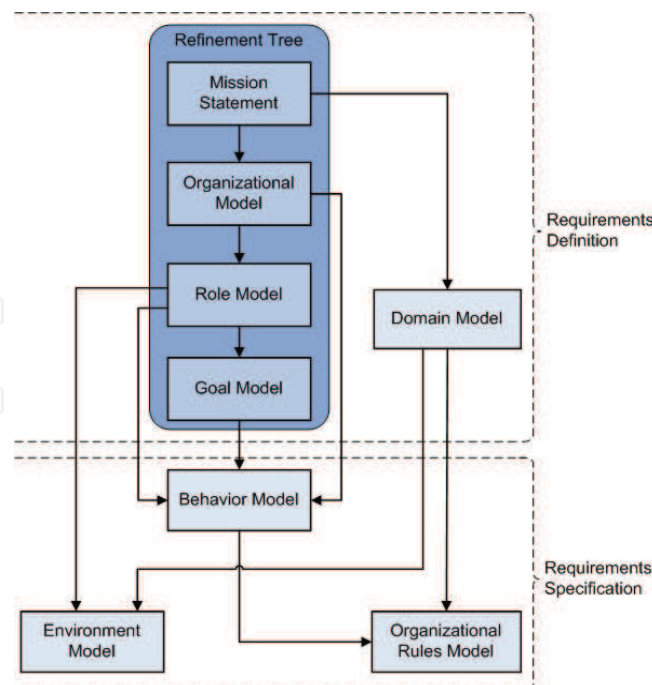 Refinement Tree
Mission
Statement
Organizational
Model
Requirements
Definition
Role Model
Domain Model
Goal Model
Behavior Model
Requirements
Specification
Environment
Model
Organizational
Rules Model